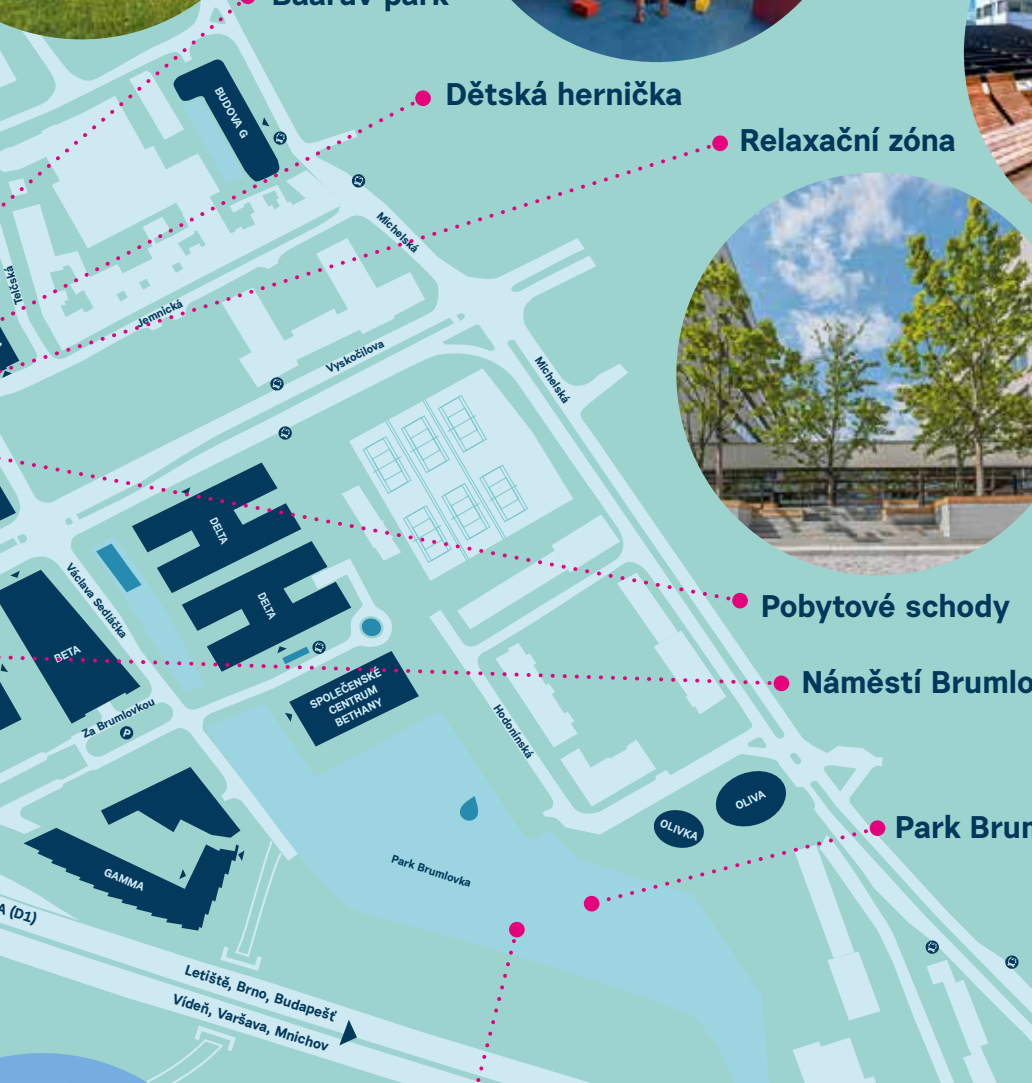 Baarův park
Dětská hernička
Relaxační zóna
BUDOVA G
Michelská
Telčská
Jemnická
Vyskočilova
Michelská
DELTA
DELTA
Václava Sedláčka
BETA
Pobytové schody
SPOLEČENSKÉ
CENTRUM
BETHANY
Náměstí Brumlo
Za Brumlovkou
P
Hodonínská
OLIVA
OLIVKA
Park Brum
Park Brumlovka
GAMMA
A (D1)
Letiště, Brno, Budapešť
Vídeň, Varšava, Mnichov